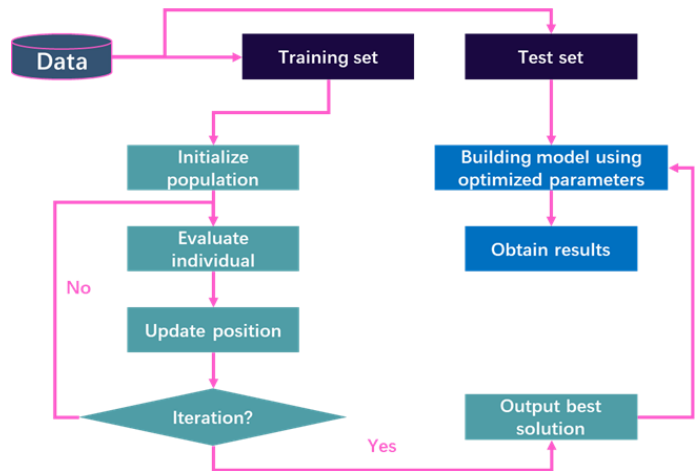 Data
Training set
Test set
Initialize
population
Building model using
optimized parameters
Evaluate
individual
Obtain results
No
Update position
Iteration?
Output best
solution
Yes